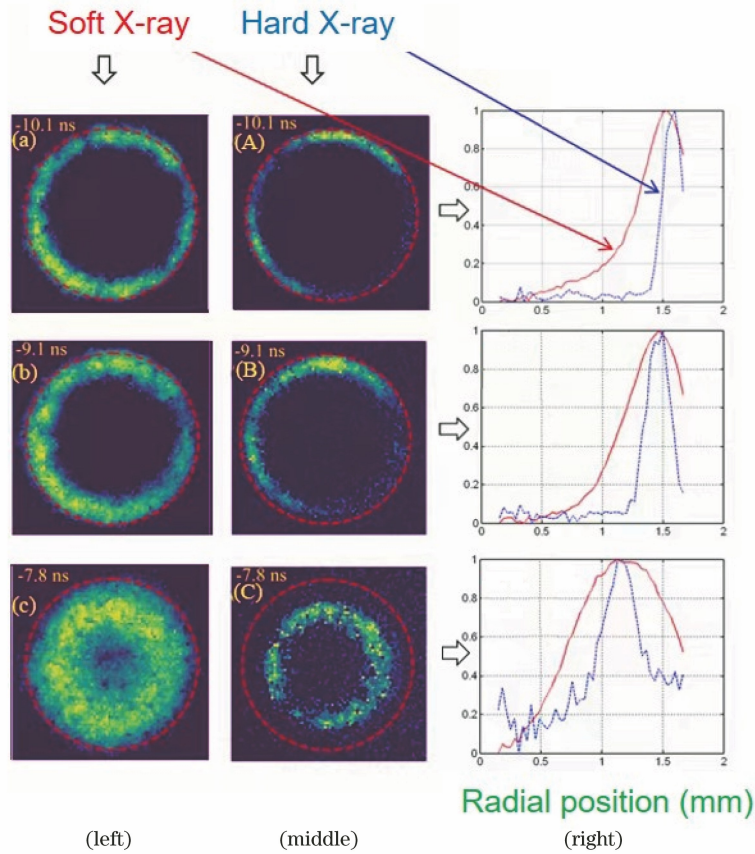 Soft X-ray Hard X-ray
-10.1 ns
(a)
-10.1 ns
(A)
1
0.8
0.6
0.4
0.2
0
0 0.5 1 1.5 2
-9.1 ns
(b)
-9.1 ns
(B)
1
0.8
0.6
0.4
0.2
0
0 0.5 1 1.5 2
-7.8 ns
(c)
-7.8 ns
(C)
1
0.8
0.6
0.4
0.2
0
0 0.5 1 1.5 2
Radial position (mm)
(left) (middle) (right)